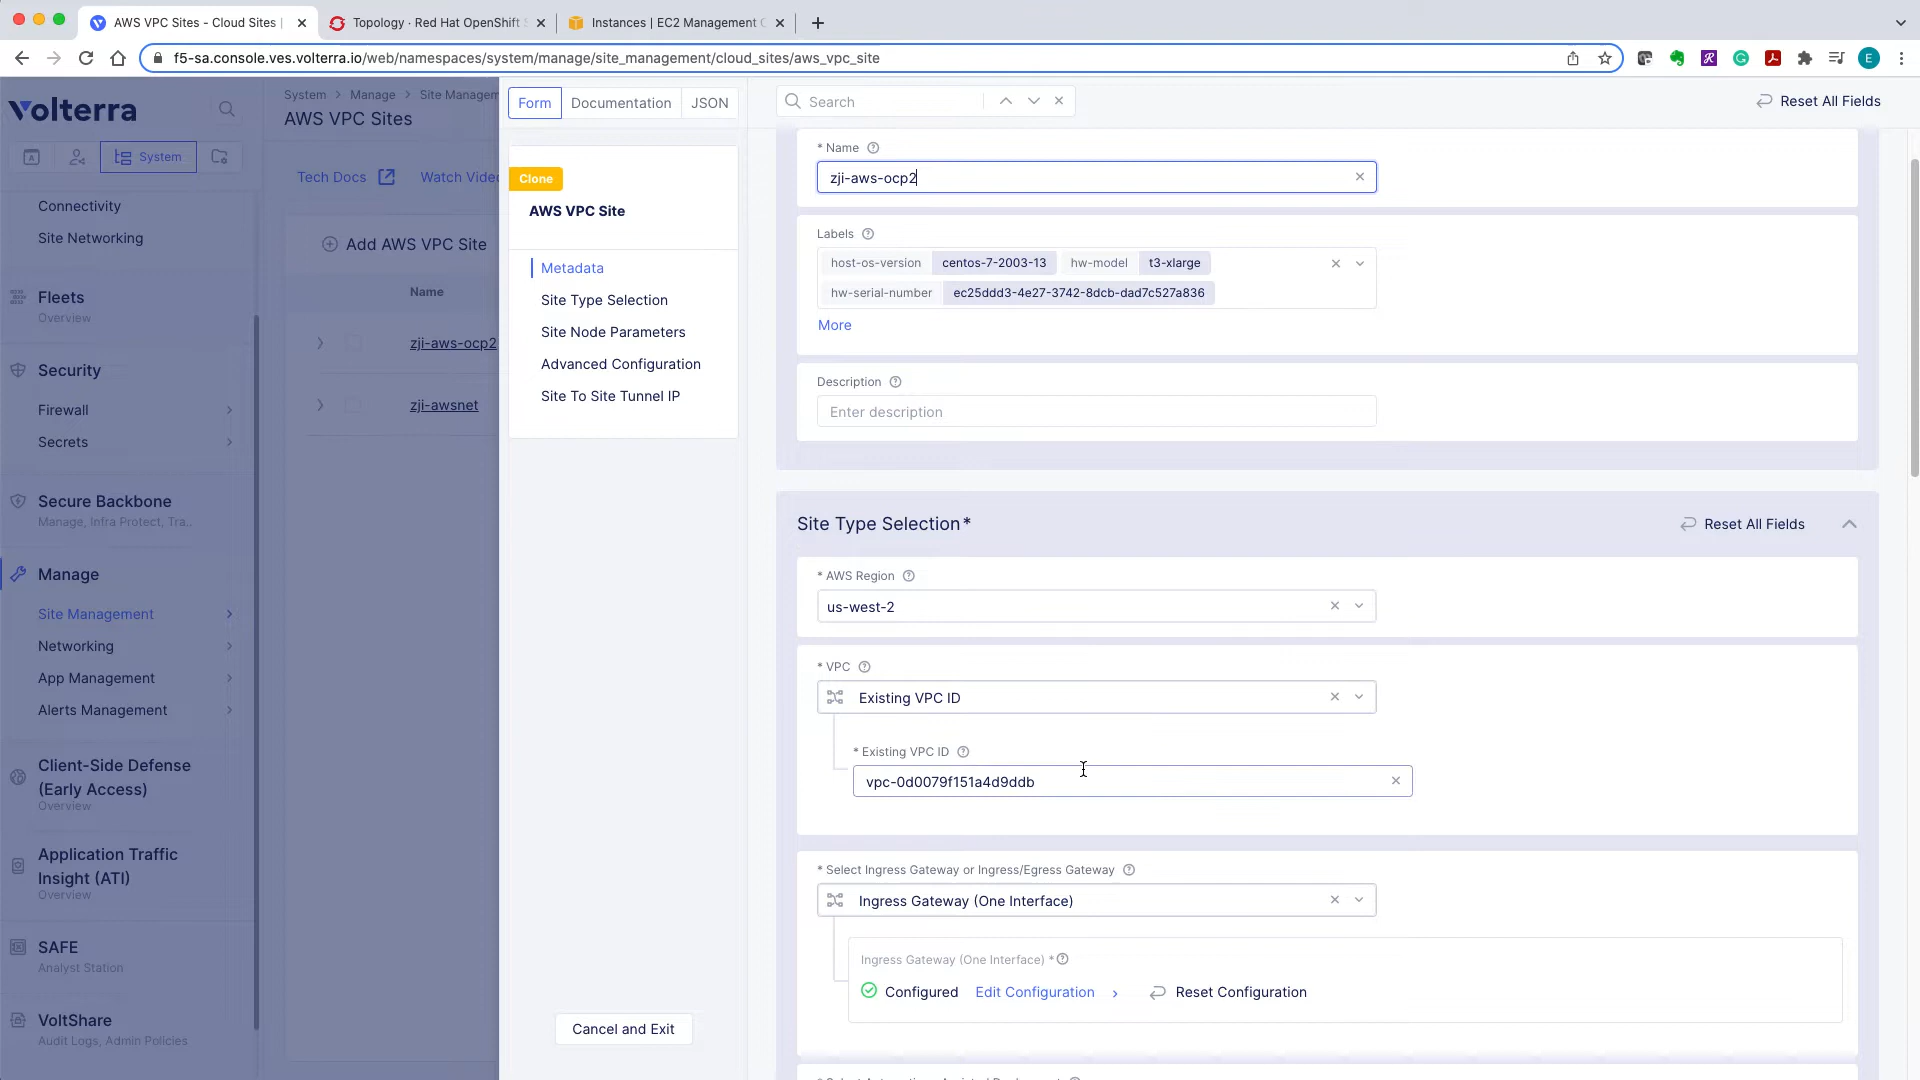 AWS VPC Sites - Cloud Sites |
Topology · Red Hat OpenShift S
Instances | EC2 Management C
f5-sa.console.ves.volterra.io/web/namespaces/system/manage/site_management/cloud_sites/aws_vpc_site
E
Volterra
System
Connectivity
Site Networking
Fleets
Overview
Security
Firewall
Secrets
Secure Backbone
Manage, Infra Protect, Tra..
Manage
Site Management
Networking
App Management
Alerts Management
Client-Side Defense
(Early Access)
Overview
Application Traffic
Insight (ATI)
Overview
SAFE
Analyst Station
VoltShare
Audit Logs, Admin Policies
System > Manage > Site Managem
AWS VPC Sites
Tech Docs
Watch Video
Add AWS VPC Site
Name
zji-aws-ocp2
zji-awsnet
Form
Documentation
JSON
Clone
AWS VPC Site
Metadata
Site Type Selection
Site Node Parameters
Advanced Configuration
Site To Site Tunnel IP
Cancel and Exit
Search
Reset All Fields
* Name
zji-aws-ocp2
Labels
host-os-version centos-7-2003-13 hw-model t3-xlarge
hw-serial-number ec25ddd3-4e27-3742-8dcb-dad7c527a836
More
Description
Enter description
Site Type Selection*
Reset All Fields
* AWS Region
us-west-2
* VPC
Existing VPC ID
* Existing VPC ID
vpc-0d0079f151a4d9ddb
* Select Ingress Gateway or Ingress/Egress Gateway
Ingress Gateway (One Interface)
Ingress Gateway (One Interface) *
Configured Edit Configuration > Reset Configuration